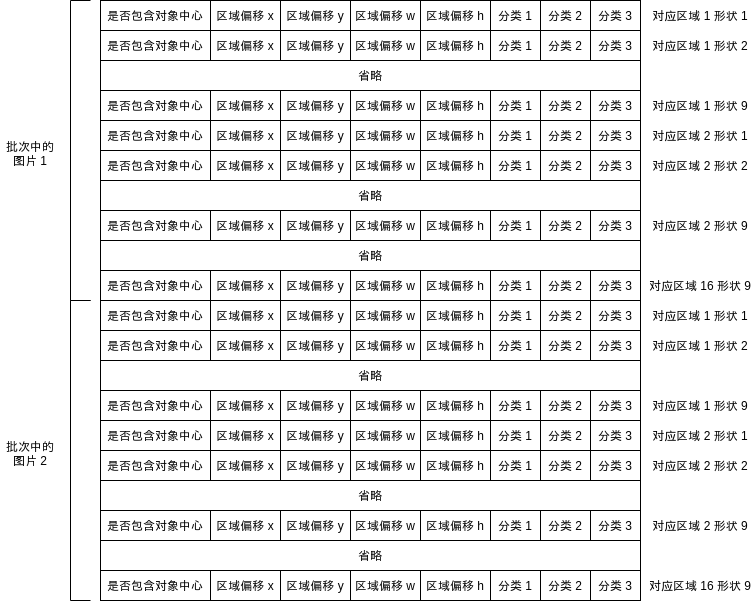 是否包含对象中心 区域偏移 x 区域偏移 y 区域偏移 w 区域偏移 h 分类 1 分类 2 分类 3 对应区域 1 形状 1
是否包含对象中心 区域偏移 x 区域偏移 y 区域偏移 w 区域偏移 h 分类 1 分类 2 分类 3 对应区域 1 形状 2
省略
是否包含对象中心 区域偏移 x 区域偏移 y 区域偏移 w 区域偏移 h 分类 1 分类 2 分类 3 对应区域 1 形状 9
是否包含对象中心 区域偏移 x 区域偏移 y 区域偏移 w 区域偏移 h 分类 1 分类 2 分类 3 对应区域 2 形状 1
批次中的
图片 1
是否包含对象中心 区域偏移 x 区域偏移 y 区域偏移 w 区域偏移 h 分类 1 分类 2 分类 3 对应区域 2 形状 2
省略
是否包含对象中心 区域偏移 x 区域偏移 y 区域偏移 w 区域偏移 h 分类 1 分类 2 分类 3 对应区域 2 形状 9
省略
是否包含对象中心 区域偏移 x 区域偏移 y 区域偏移 w 区域偏移 h 分类 1 分类 2 分类 3 对应区域 16 形状 9
是否包含对象中心 区域偏移 x 区域偏移 y 区域偏移 w 区域偏移 h 分类 1 分类 2 分类 3 对应区域 1 形状 1
是否包含对象中心 区域偏移 x 区域偏移 y 区域偏移 w 区域偏移 h 分类 1 分类 2 分类 3 对应区域 1 形状 2
省略
是否包含对象中心 区域偏移 x 区域偏移 y 区域偏移 w 区域偏移 h 分类 1 分类 2 分类 3 对应区域 1 形状 9
是否包含对象中心 区域偏移 x 区域偏移 y 区域偏移 w 区域偏移 h 分类 1 分类 2 分类 3 对应区域 2 形状 1
批次中的
图片 2
是否包含对象中心 区域偏移 x 区域偏移 y 区域偏移 w 区域偏移 h 分类 1 分类 2 分类 3 对应区域 2 形状 2
省略
是否包含对象中心 区域偏移 x 区域偏移 y 区域偏移 w 区域偏移 h 分类 1 分类 2 分类 3 对应区域 2 形状 9
省略
是否包含对象中心 区域偏移 x 区域偏移 y 区域偏移 w 区域偏移 h 分类 1 分类 2 分类 3 对应区域 16 形状 9